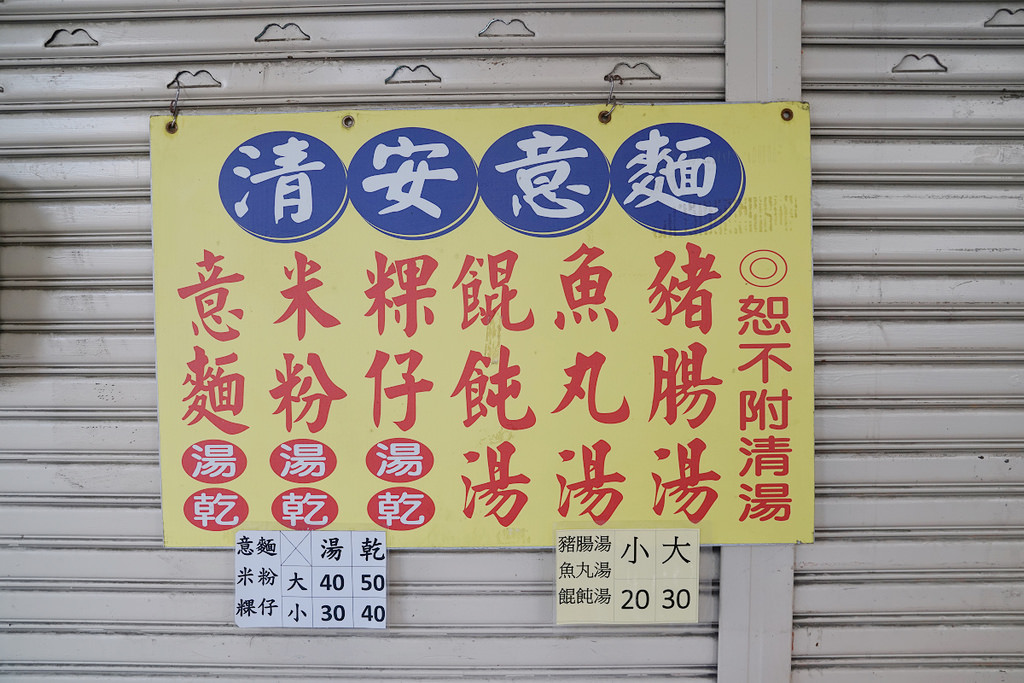 清安意麵
◎恕不附清湯
豬腸湯
魚丸湯
餛飩湯
粿仔湯乾
米粉湯乾
意麵湯乾
意麵 湯 乾
米粉 大 40 50
粿仔 小 30 40
豬腸湯 小 大
魚丸湯
餛飩湯 20 30